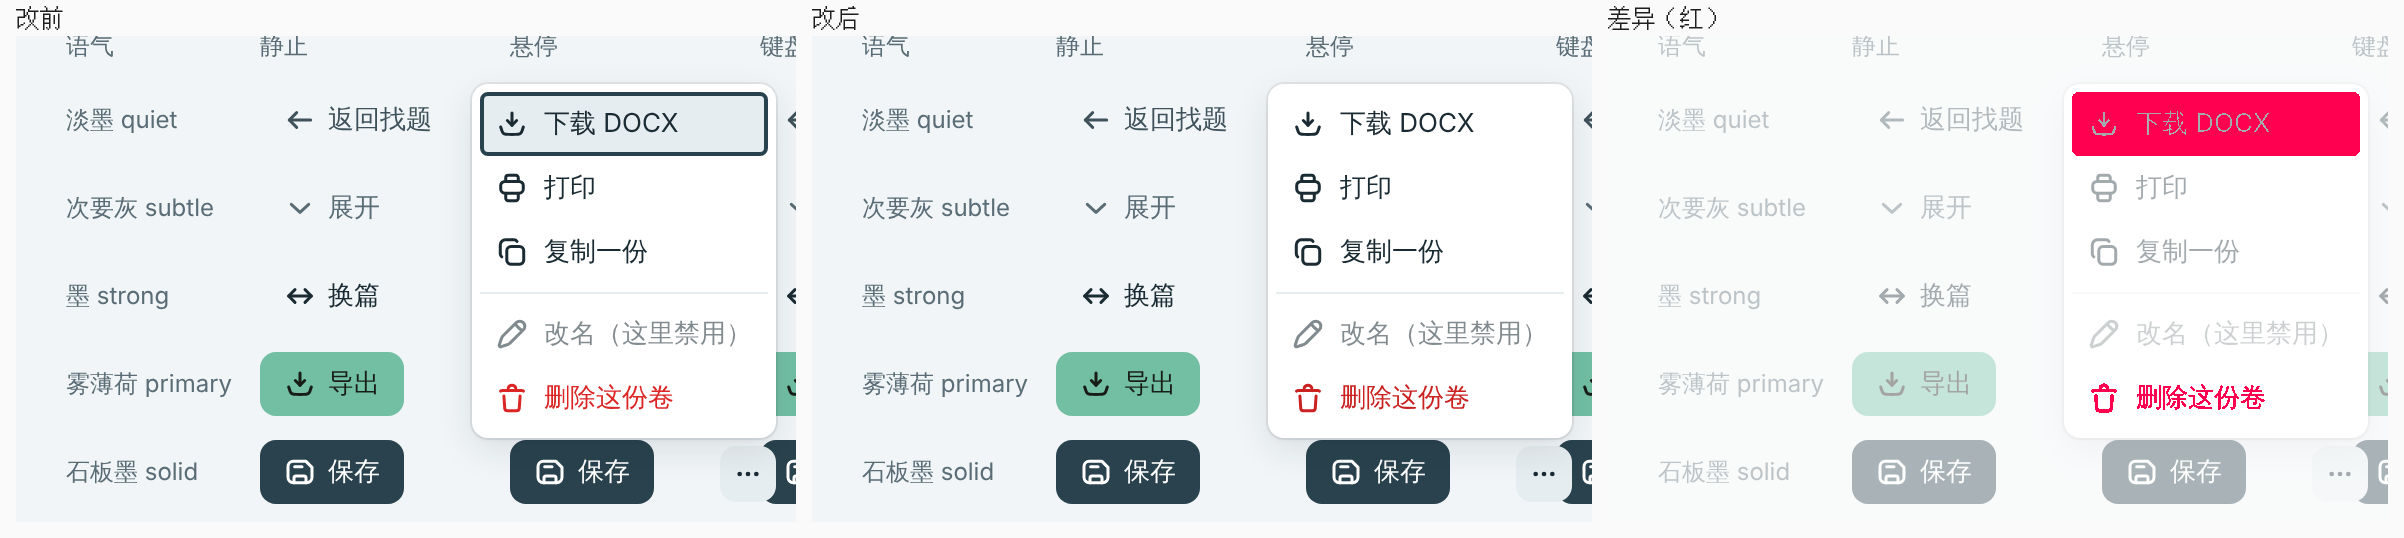 改前
语气 静止 悬停 键盘
淡墨 quiet 返回找题
次要灰 subtle 展开
墨 strong 换篇
雾薄荷 primary 导出
石板墨 solid 保存 保存
下载 DOCX
打印
复制一份
改名（这里禁用）
删除这份卷
改后
语气 静止 悬停 键盘
淡墨 quiet 返回找题
次要灰 subtle 展开
墨 strong 换篇
雾薄荷 primary 导出
石板墨 solid 保存 保存
下载 DOCX
打印
复制一份
改名（这里禁用）
删除这份卷
差异（红）
语气 静止 悬停 键盘
淡墨 quiet 返回找题
次要灰 subtle 展开
墨 strong 换篇
雾薄荷 primary 导出
石板墨 solid 保存 保存
下载 DOCX
打印
复制一份
改名（这里禁用）
删除这份卷